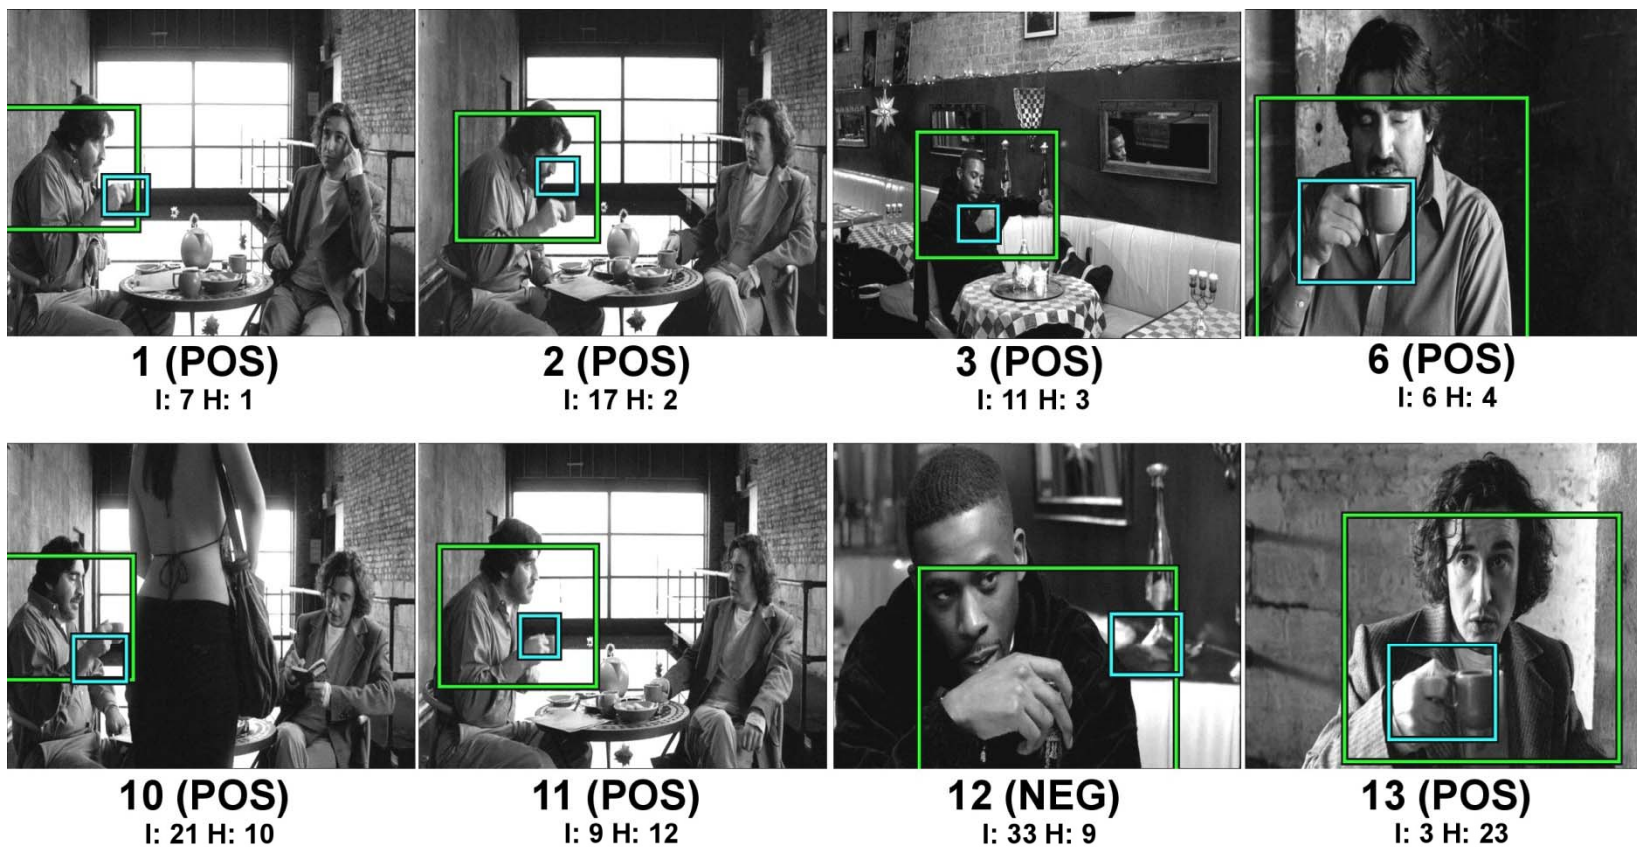 1 (POS)
I: 7 H: 1
2 (POS)
I: 17 H: 2
3 (POS)
I: 11 H: 3
6 (POS)
I: 6 H: 4
10 (POS)
I: 21 H: 10
11 (POS)
I: 9 H: 12
12 (NEG)
I: 33 H: 9
13 (POS)
I: 3 H: 23